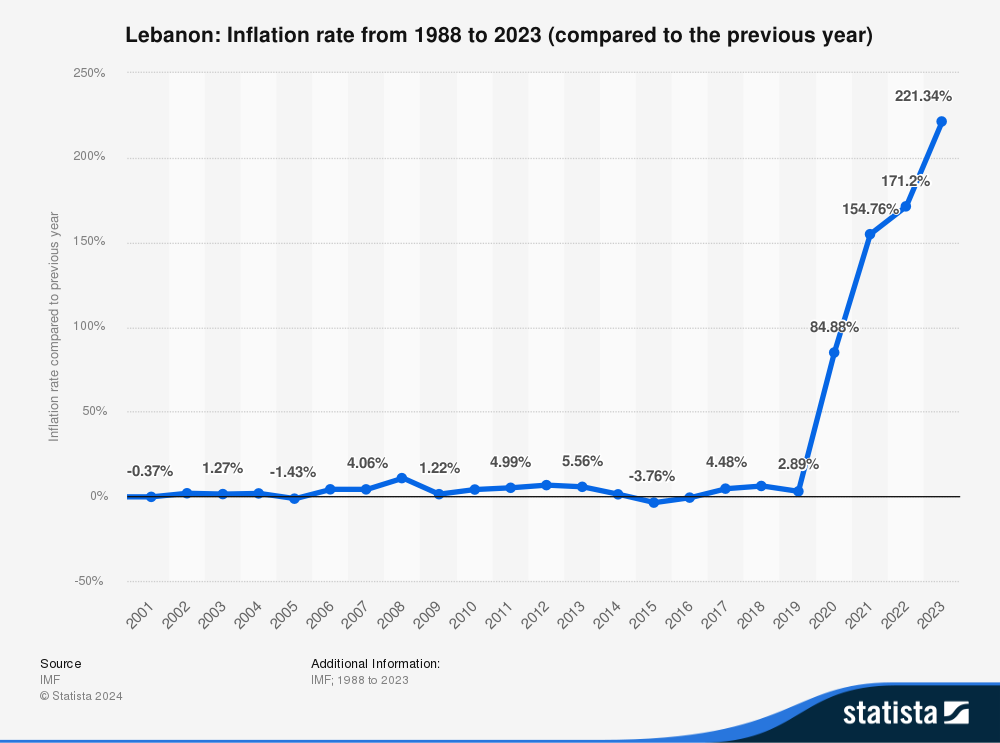 Lebanon: Inflation rate from 1988 to 2023 (compared to the previous year)
Inflation rate compared to previous year
250%
200%
150%
100%
50%
0%
-50%
-0.37%
1.27%
-1.43%
4.06%
1.22%
4.99%
5.56%
-3.76%
4.48%
2.89%
84.88%
154.76%
171.2%
221.34%
2001 2002 2003 2004 2005 2006 2007 2008 2009 2010 2011 2012 2013 2014 2015 2016 2017 2018 2019 2020 2021 2022 2023
Source
IMF
© Statista 2024
Additional Information:
IMF; 1988 to 2023
statista